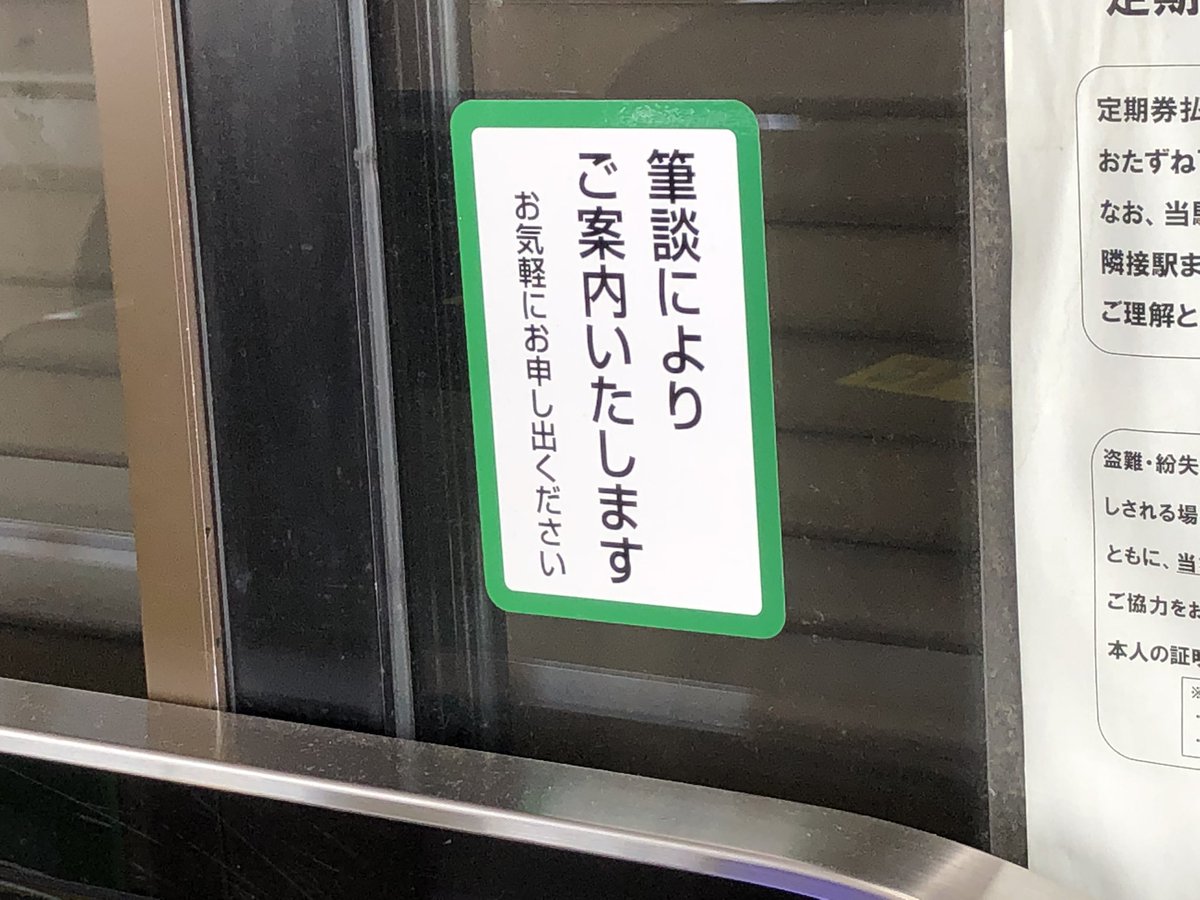 筆談により
ご案内いたします
お気軽にお申し出ください
定期
定期券払
おたずね
なお、当駅
隣接駅ま
ご理解と
盗難・紛失
しされる場
ともに、当
ご協力をお
本人の証明
※